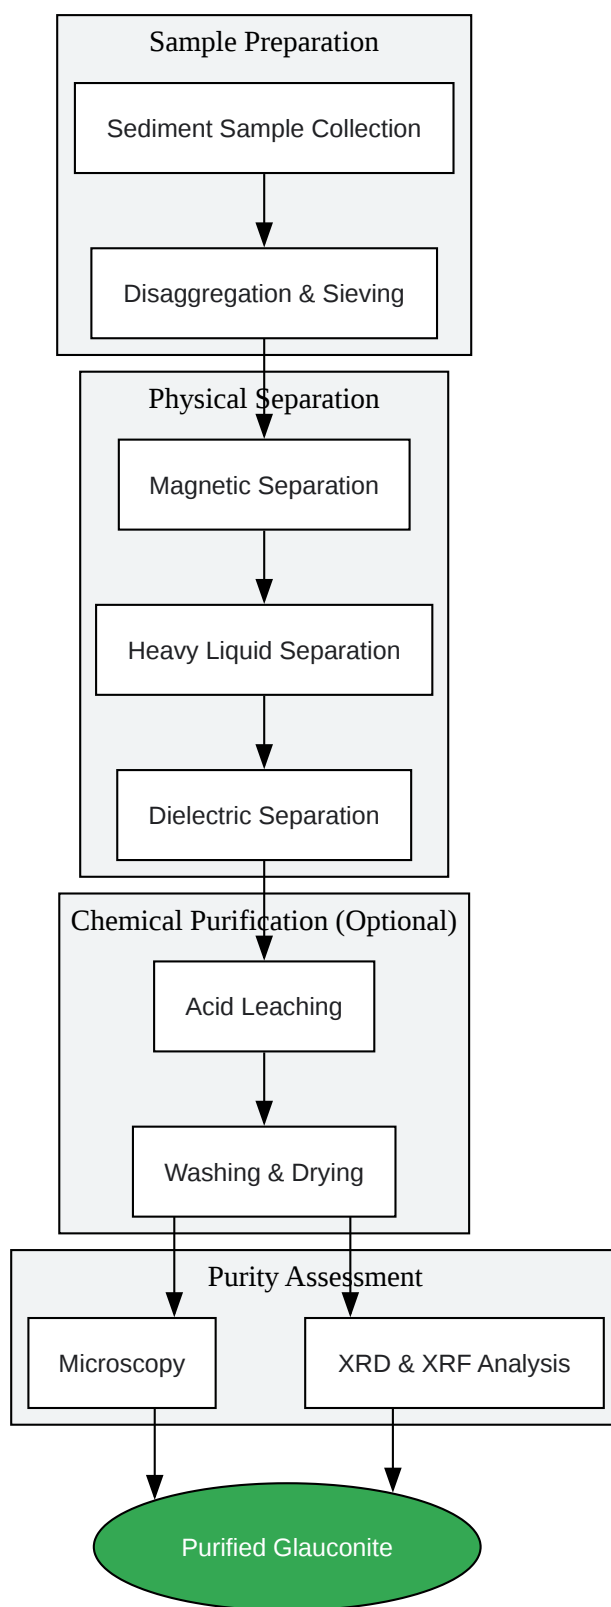 Sample Preparation
Sediment Sample Collection
Disaggregation & Sieving
Physical Separation
Magnetic Separation
Heavy Liquid Separation
Dielectric Separation
Chemical Purification (Optional)
Acid Leaching
Washing & Drying
Purity Assessment
Microscopy
XRD & XRF Analysis
Purified Glauconite